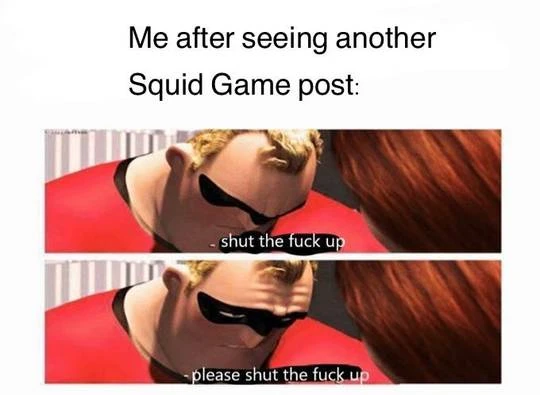 Me after seeing another
Squid Game post:
- shut the fuck up
- please shut the fuck up